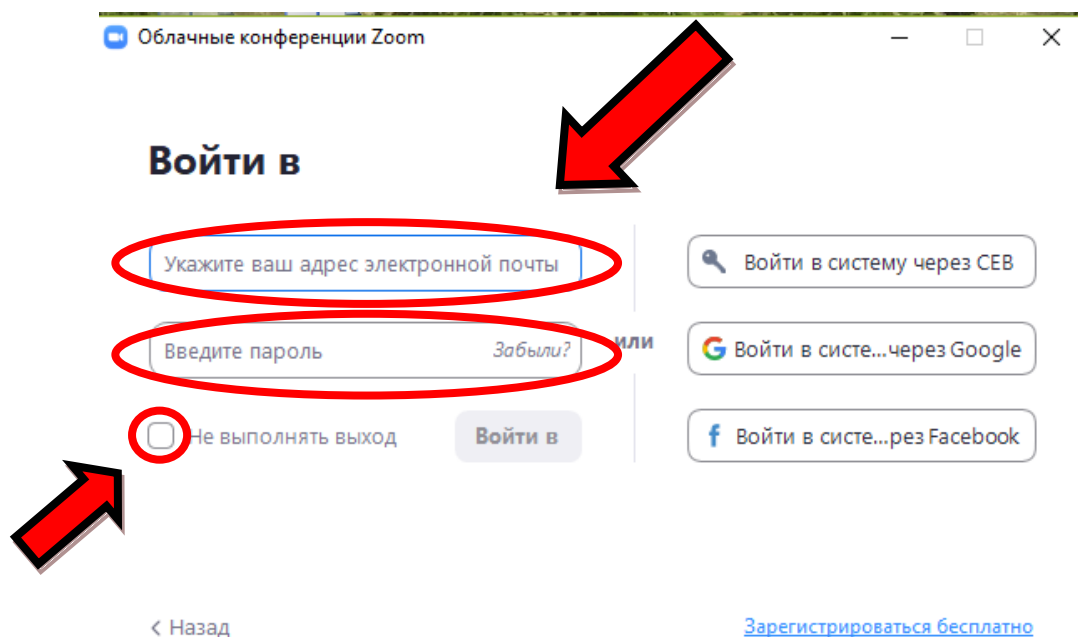 Облачные конференции Zoom
Войти в
Укажите ваш адрес электронной почты
Введите пароль Забыли?
Не выполнять выход
Войти в
или
Войти в систему через СЕВ
Войти в систе...через Google
Войти в систе...рез Facebook
< Назад
Зарегистрироваться бесплатно